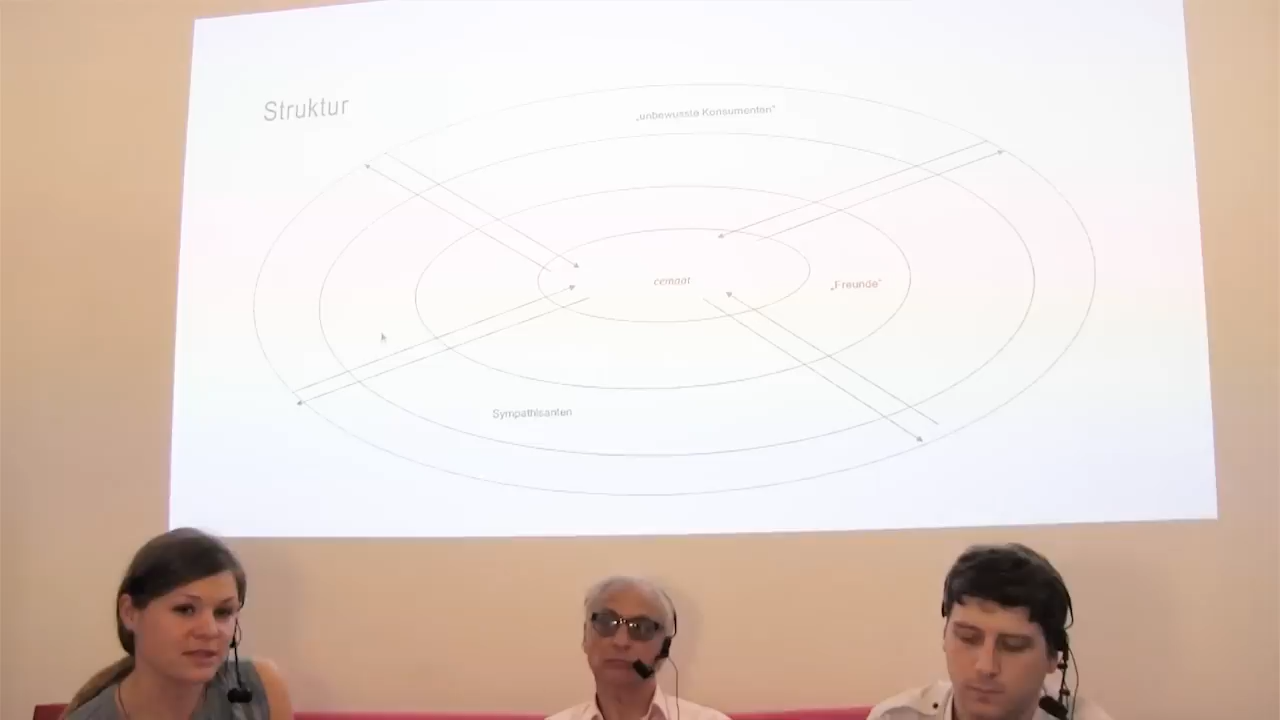 Struktur
„unbewusste Konsumenten“
cemaat
„Freunde“
Sympathisanten